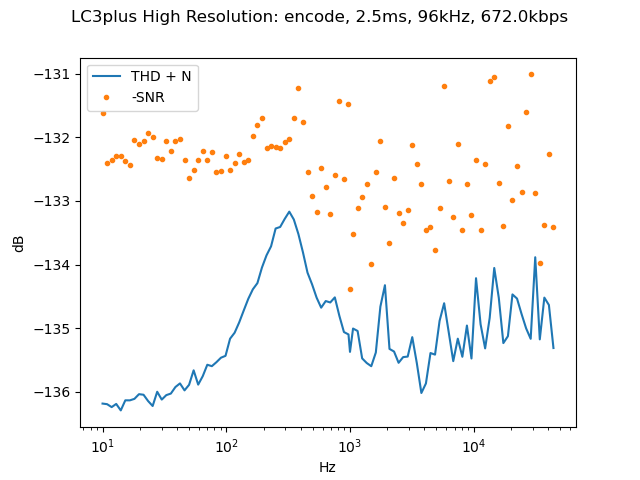 LC3plus High Resolution: encode, 2.5ms, 96kHz, 672.0kbps
THD + N
-SNR
−131
−132
−133
−134
−135
−136
dB
10¹
10²
10³
10⁴
Hz